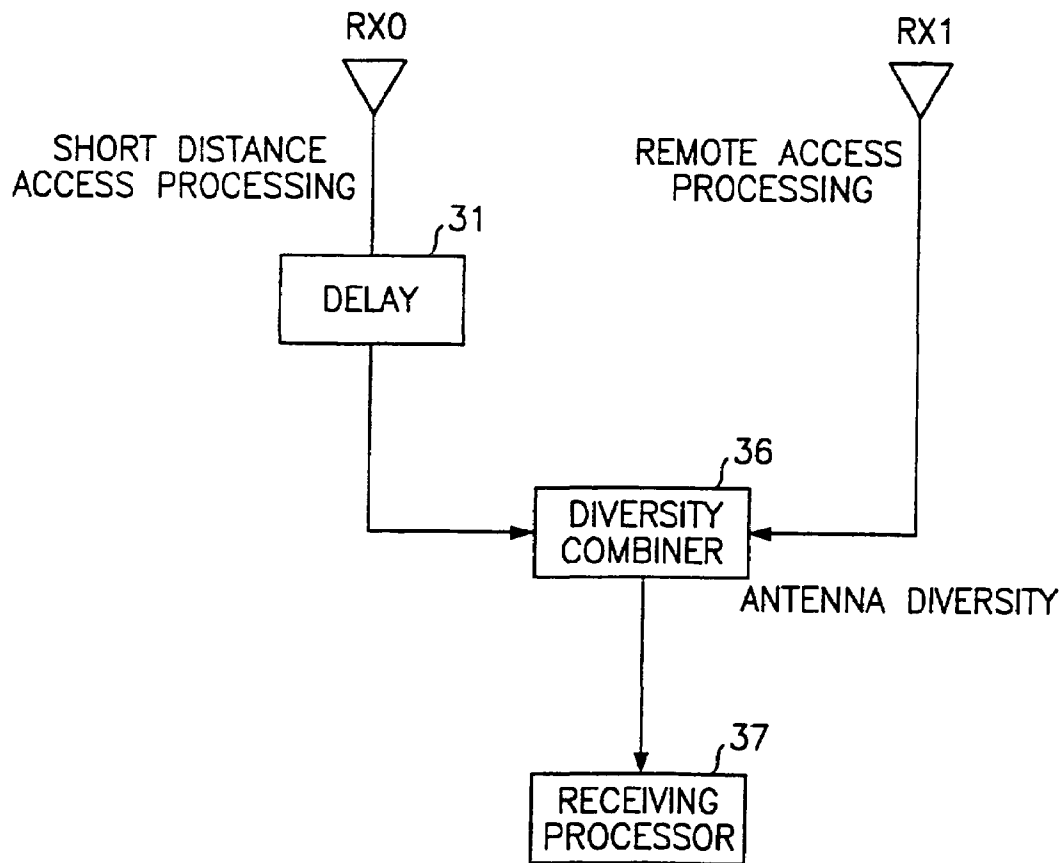 RX0
RX1
SHORT DISTANCE
ACCESS PROCESSING
REMOTE ACCESS
PROCESSING
31
DELAY
36
DIVERSITY
COMBINER
ANTENNA DIVERSITY
37
RECEIVING
PROCESSOR